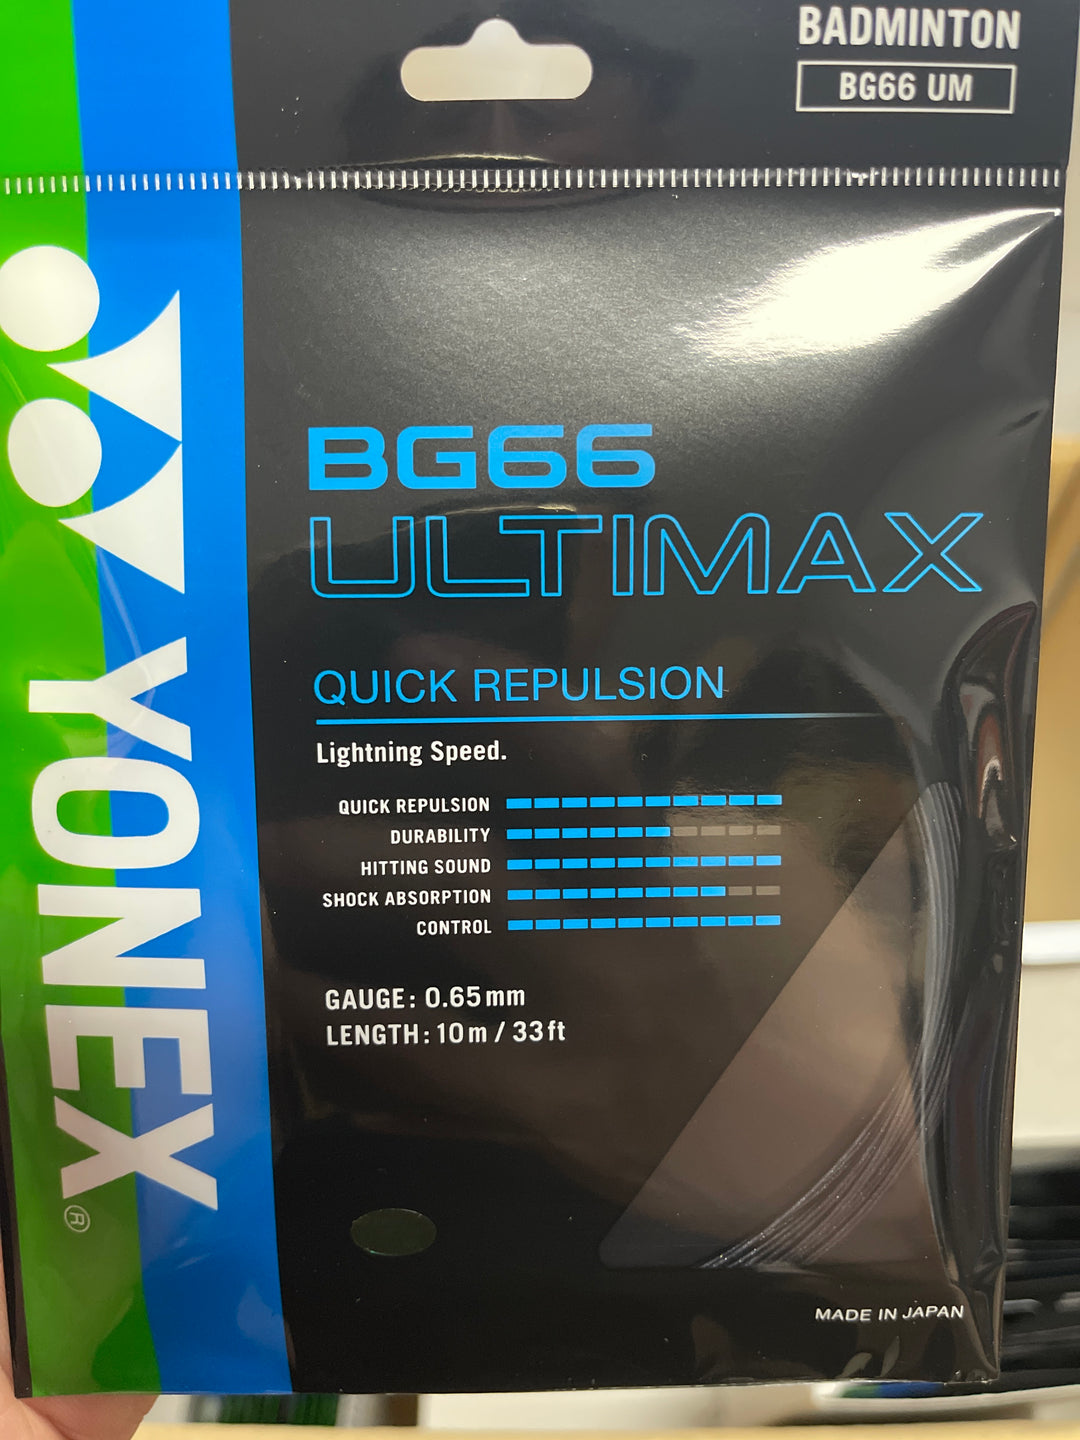 BADMINTON
BG66 UM
YONEX®
BG66
ULTIMAX
QUICK REPULSION
Lightning Speed.
QUICK REPULSION
DURABILITY
HITTING SOUND
SHOCK ABSORPTION
CONTROL
GAUGE: 0.65mm
LENGTH: 10m / 33ft
MADE IN JAPAN